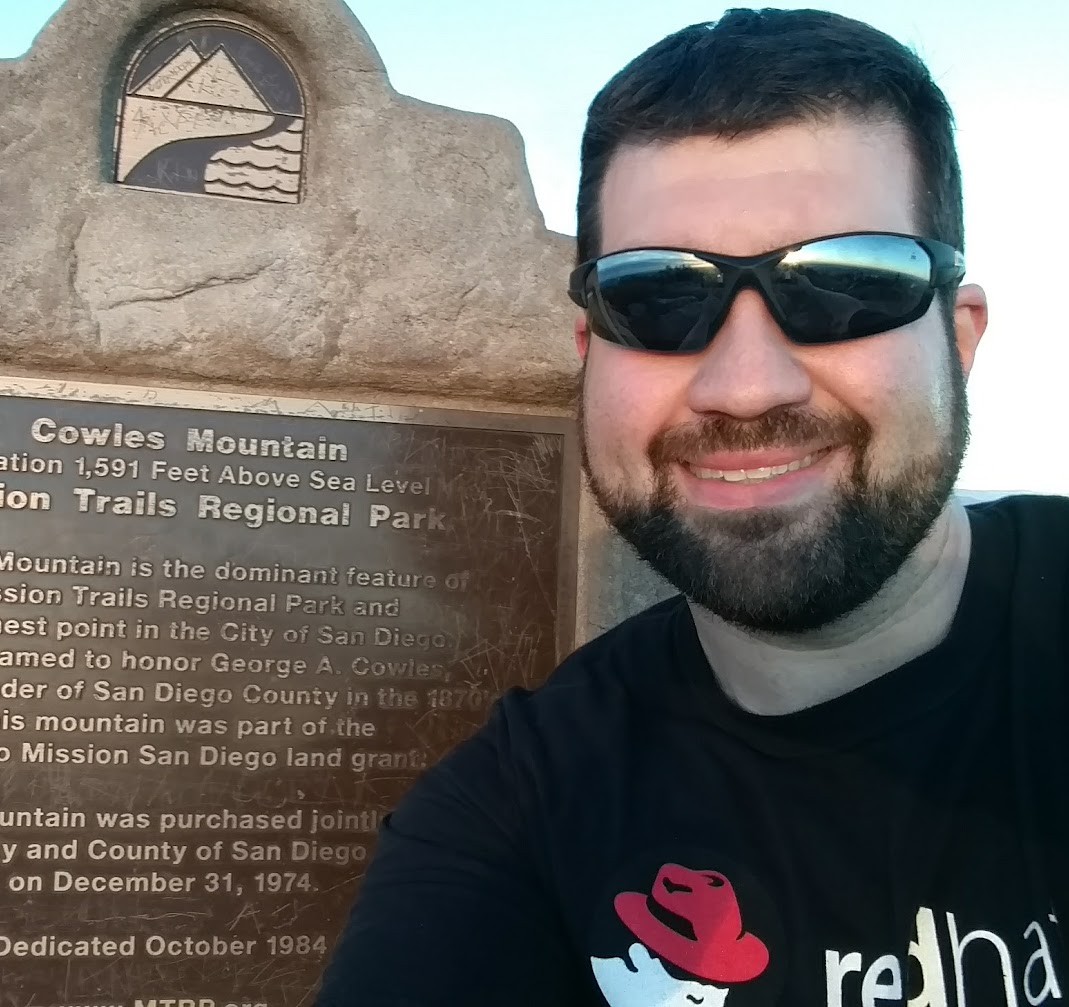 Cowles Mountain
ation 1,591 Feet Above Sea Level
ion Trails Regional Park
Mountain is the dominant feature of
ssion Trails Regional Park and
est point in the City of San Diego.
amed to honor George A. Cowles,
der of San Diego County in the 1870's
is mountain was part of the
o Mission San Diego land grant.
untain was purchased jointly
y and County of San Diego
on December 31, 1974.
Dedicated October 1984
redha